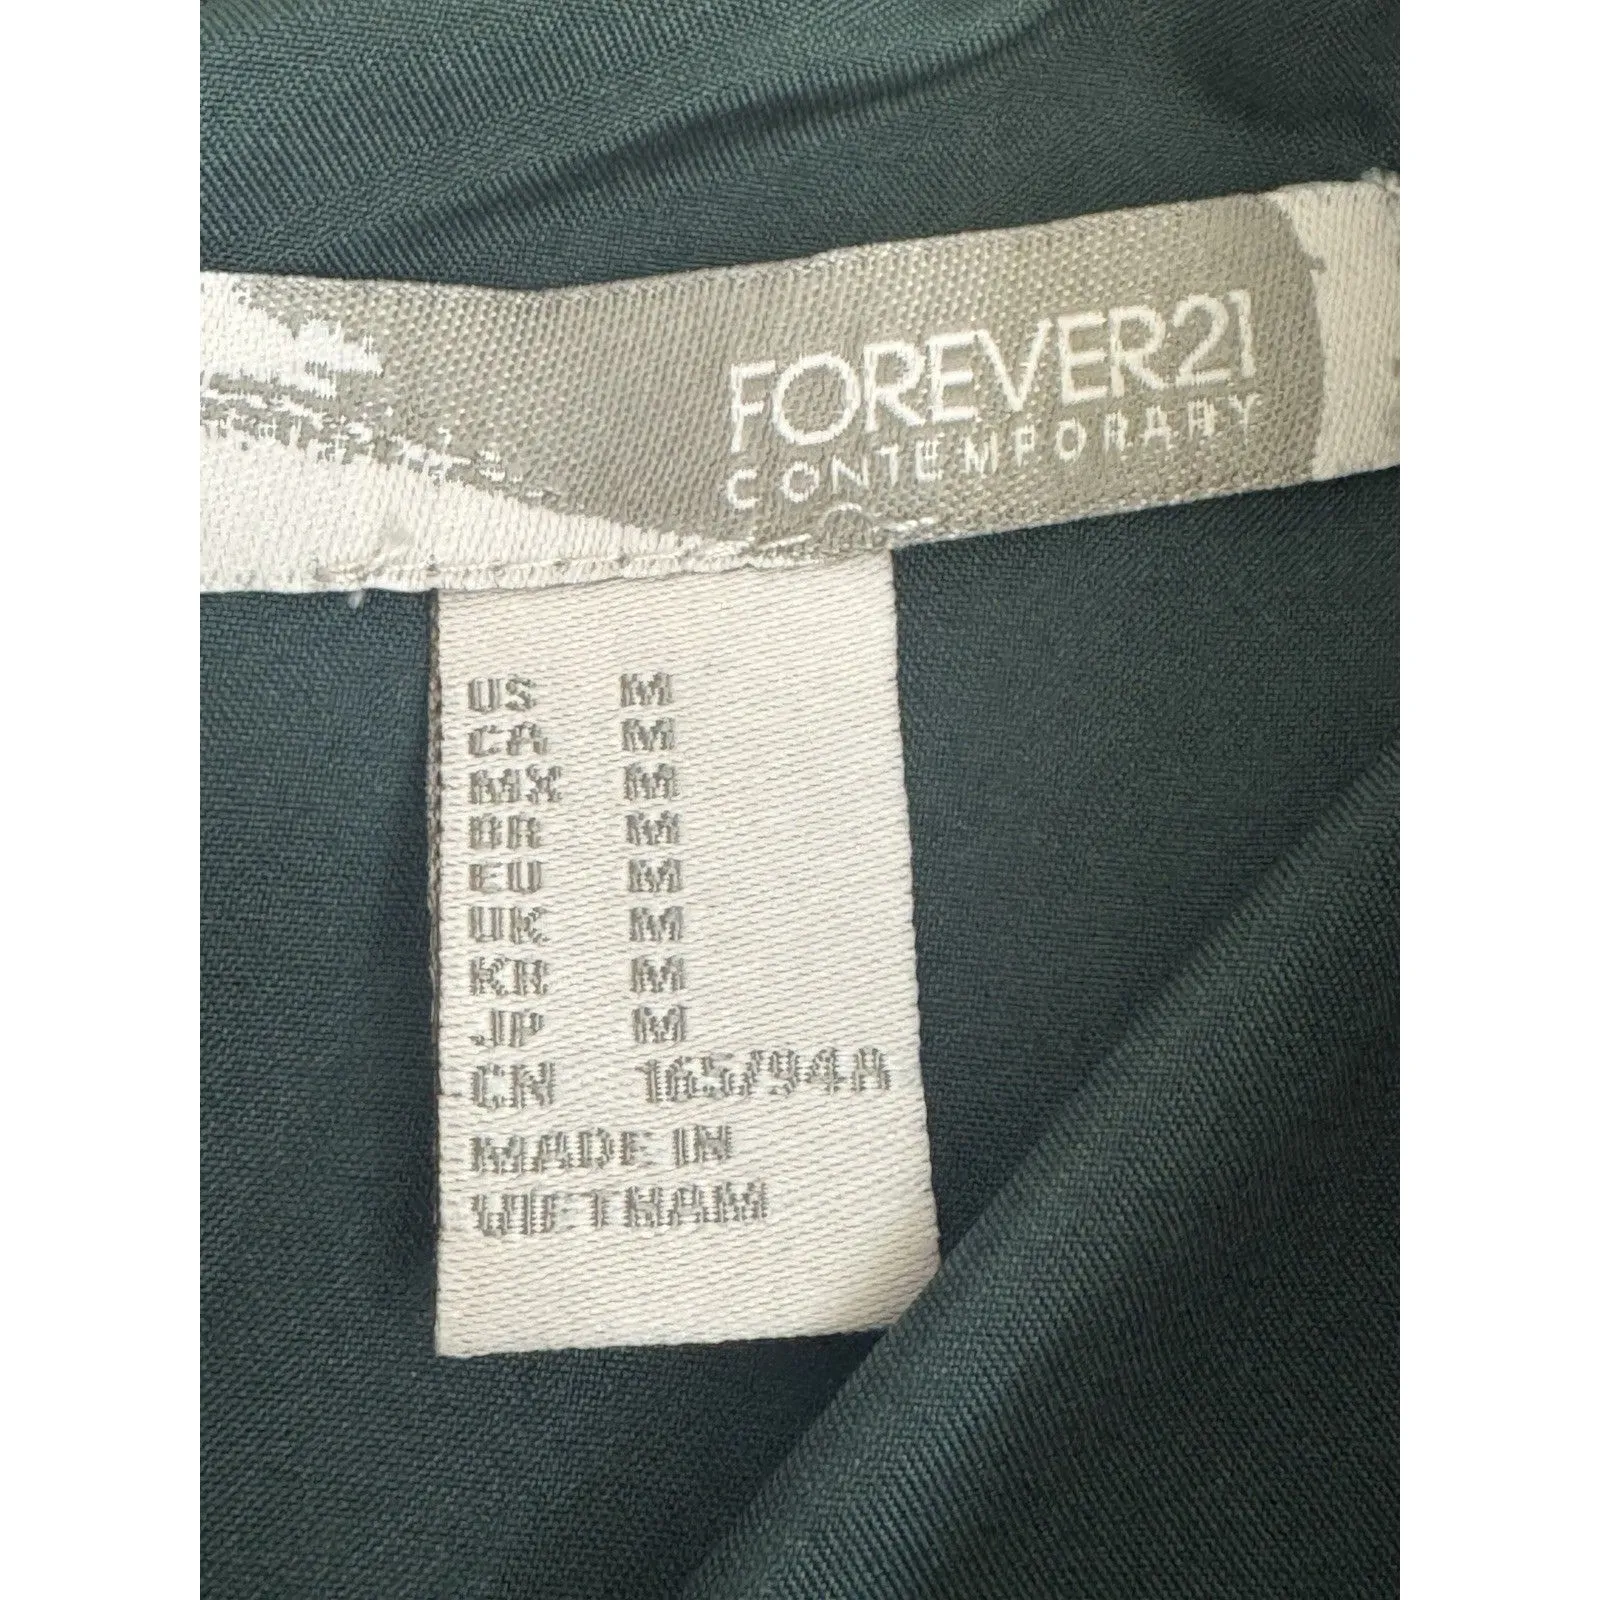 FOREVER21
CONTEMPORARY
US M
CA M
MX M
BR M
EU M
UK M
KR M
JP M
CN 165/94A
MADE IN
VIETNAM